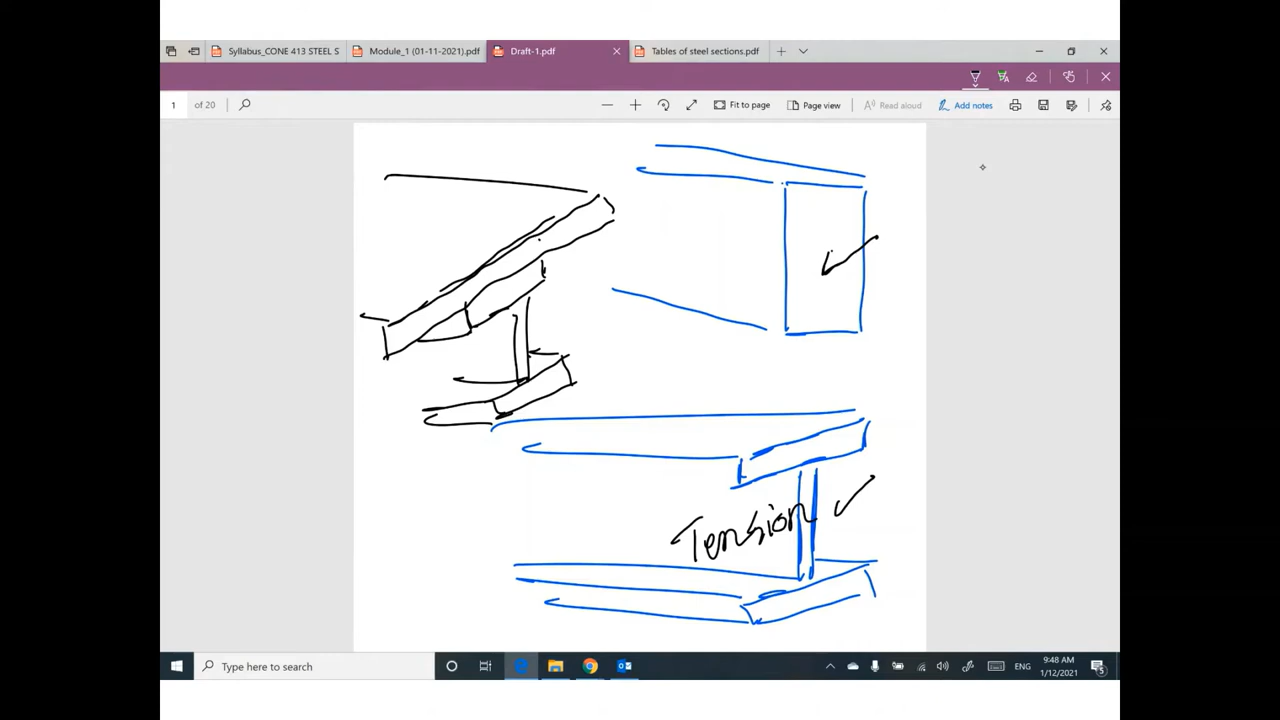 Syllabus_CONE 413 STEEL S
Module_1 (01-11-2021).pdf
Draft-1.pdf
Tables of steel sections.pdf
1 of 20
Fit to page
Page view
A Read aloud
Add notes
Tension
Type here to search
ENG
9:48 AM
1/12/2021
5